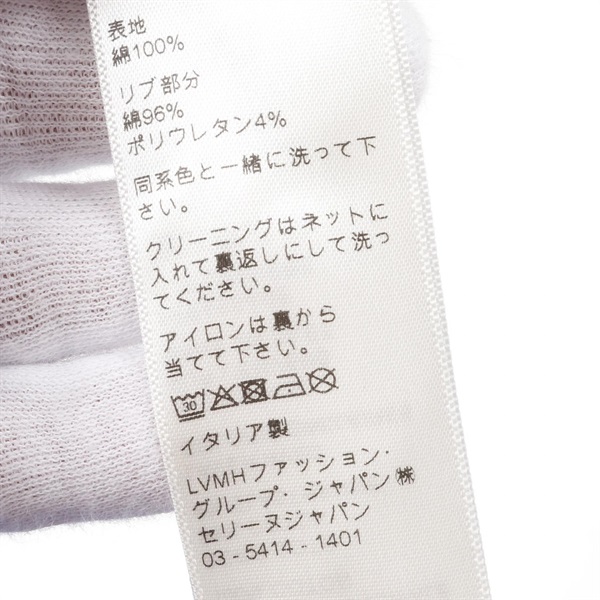 表地
綿100%
リブ部分
綿96%
ポリウレタン4%
同系色と一緒に洗って下
さい。
クリーニングはネットに
入れて裏返しにして洗っ
てください。
アイロンは裏から
当てて下さい。
30
イタリア製
LVMHファッション・
グループ・ジャパン㈱
セリーヌジャパン
03 - 5414 - 1401